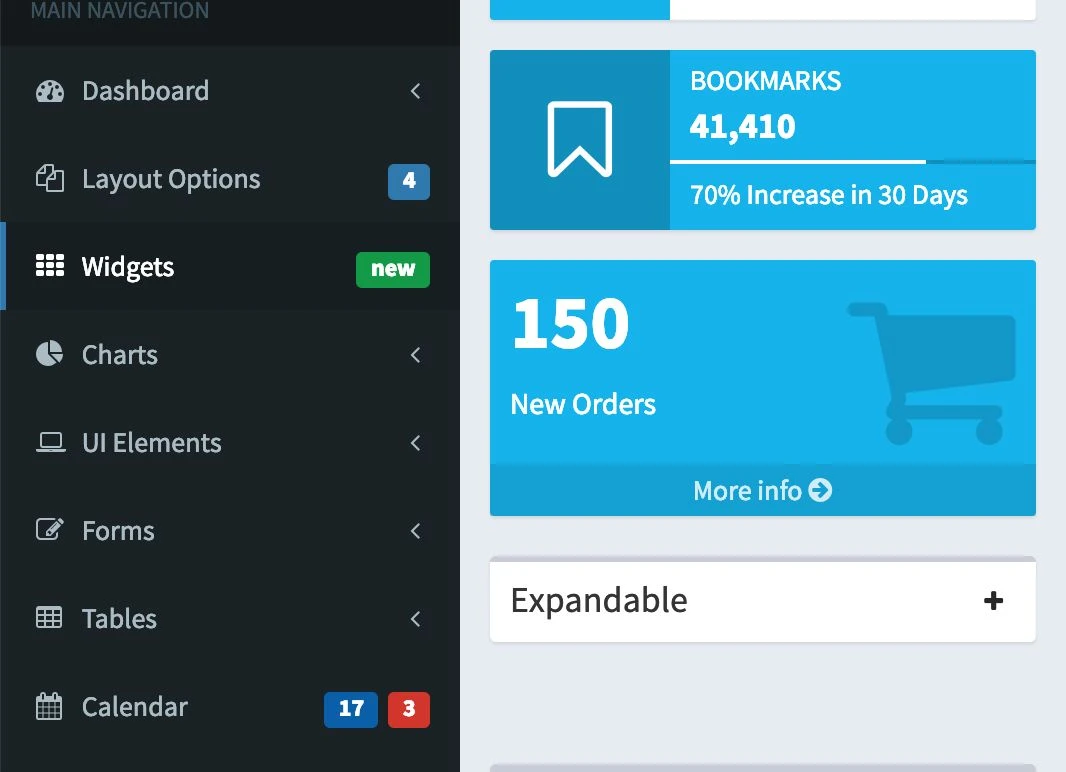 MAIN NAVIGATION
Dashboard
Layout Options 4
Widgets new
Charts
UI Elements
Forms
Tables
Calendar 17 3
BOOKMARKS
41,410
70% Increase in 30 Days
150
New Orders
More info
Expandable